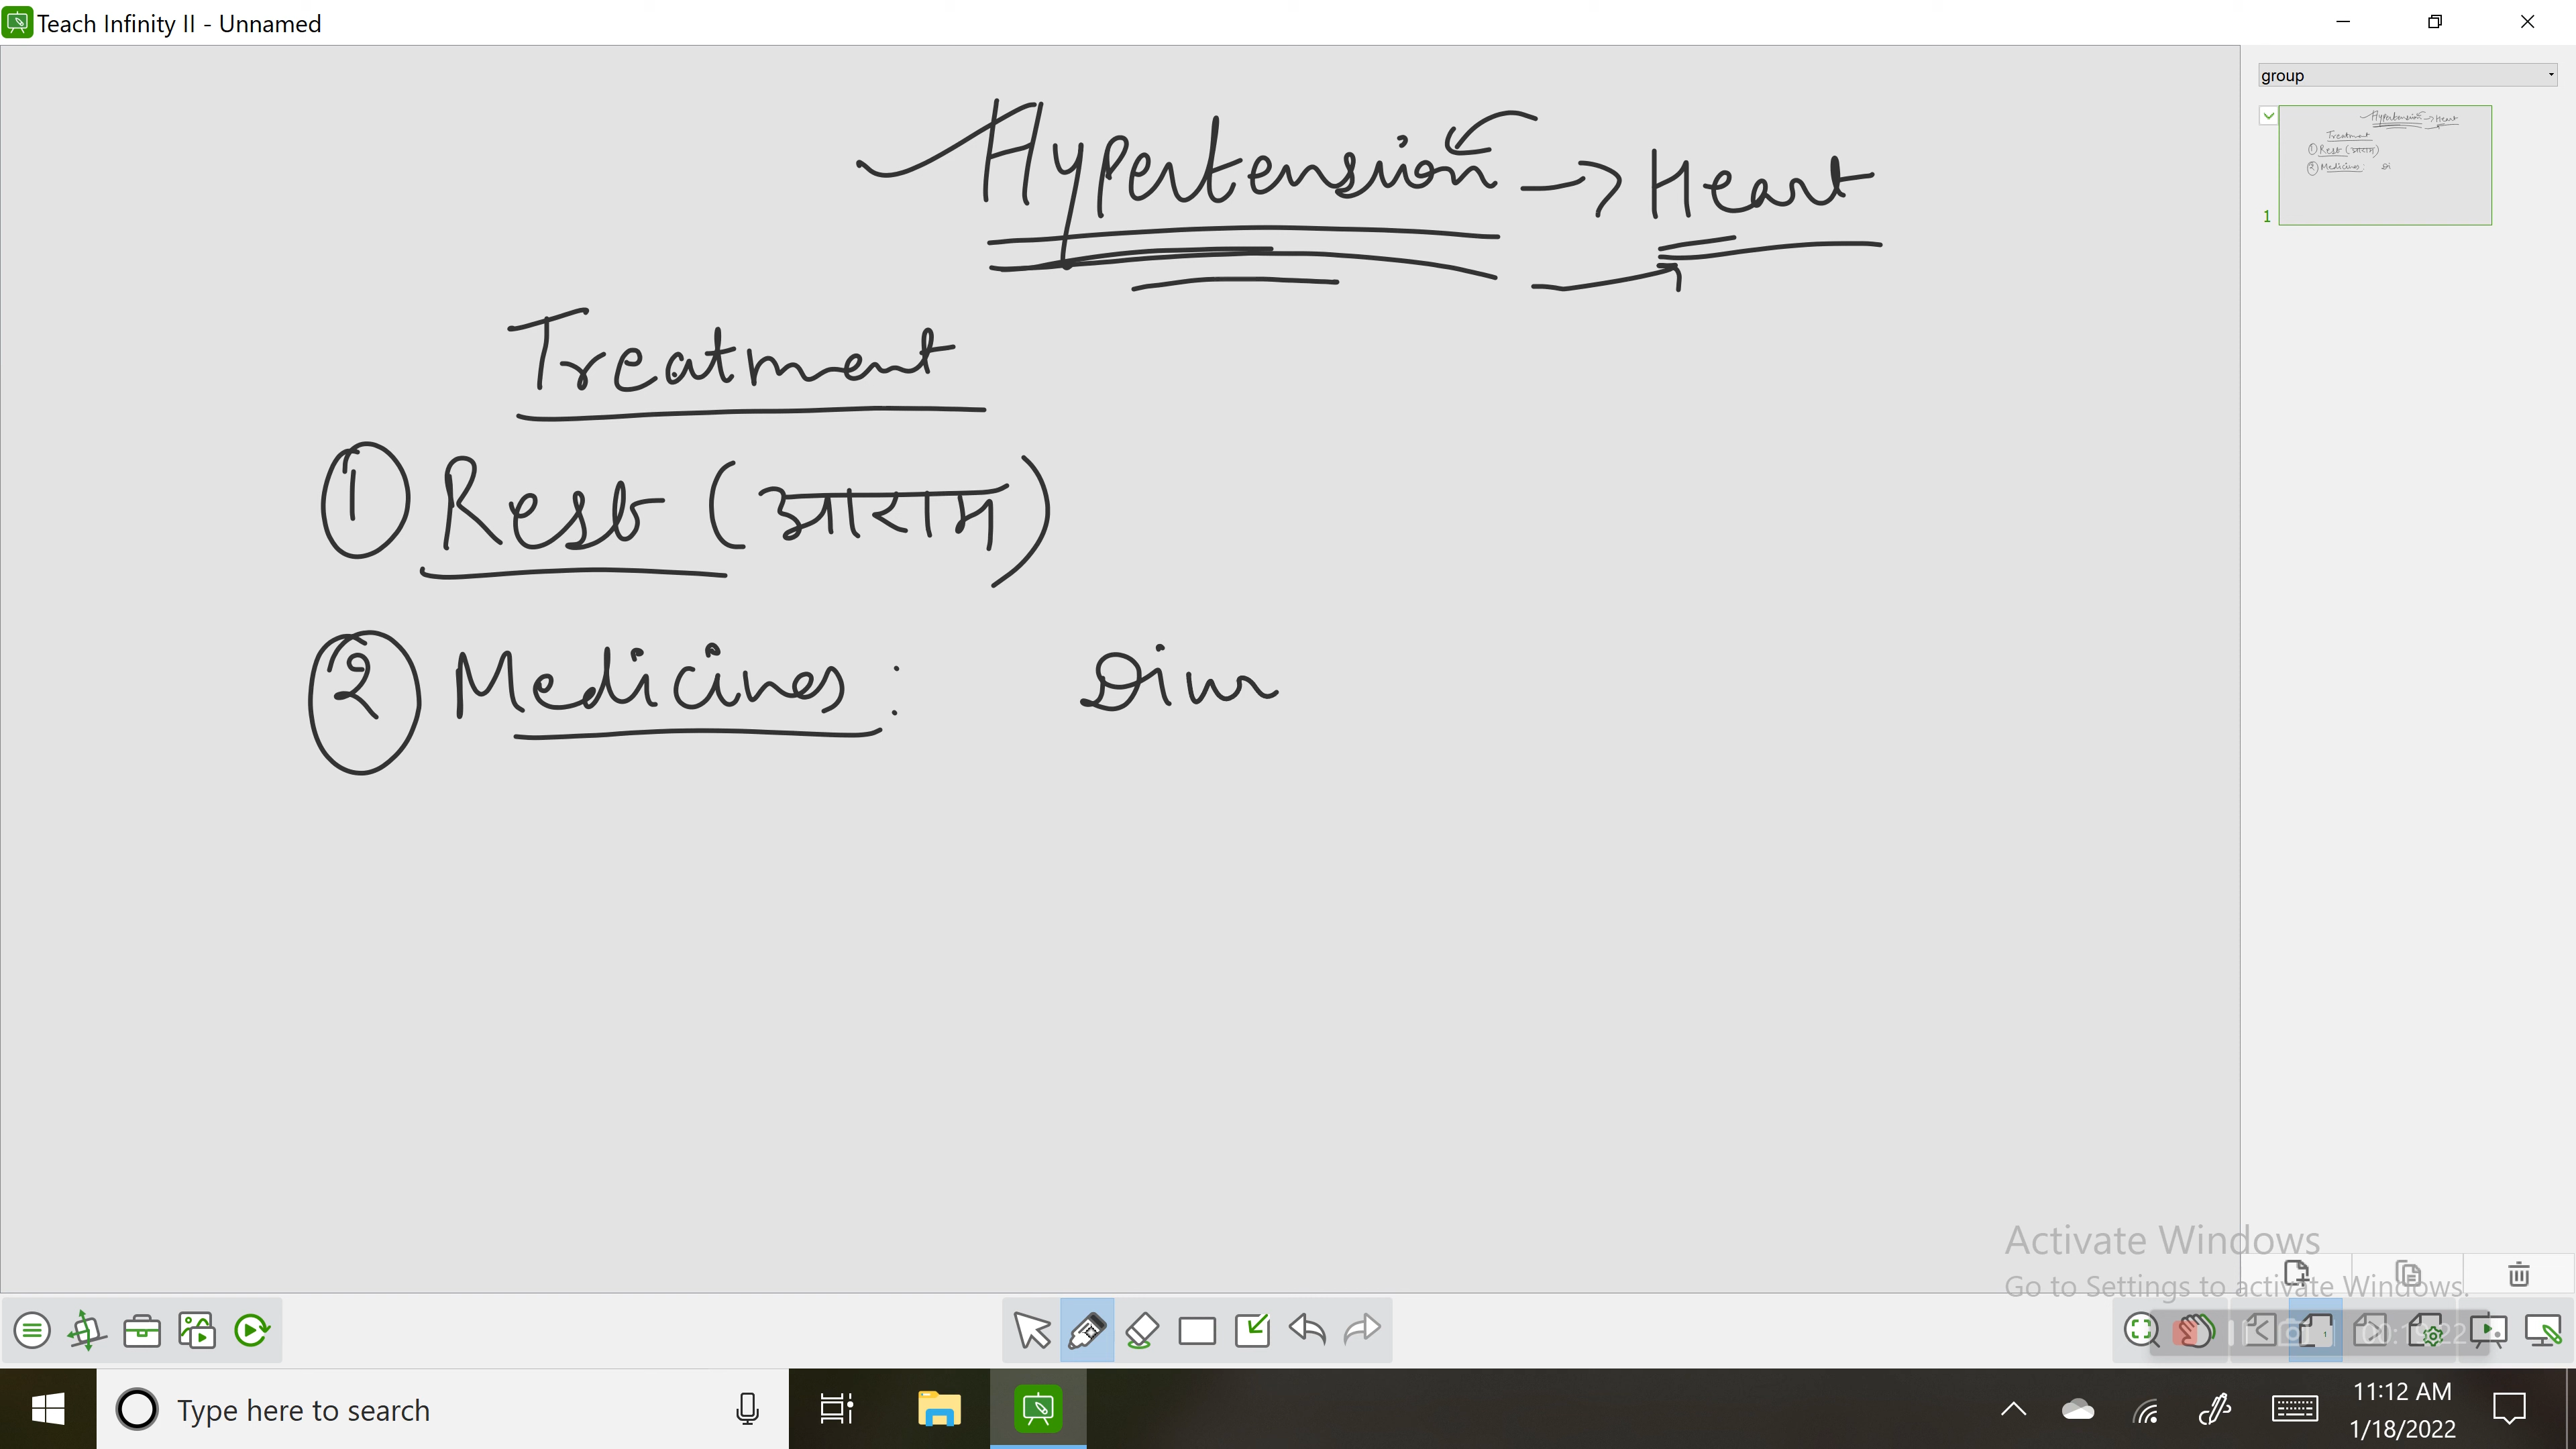 Teach Infinity II - Unnamed
group
Hypertension → Heart
Treatment
① Rest (आराम)
② Medicines :
1
Activate Windows
Go to Settings to activate Windows.
Type here to search
11:12 AM
1/18/2022